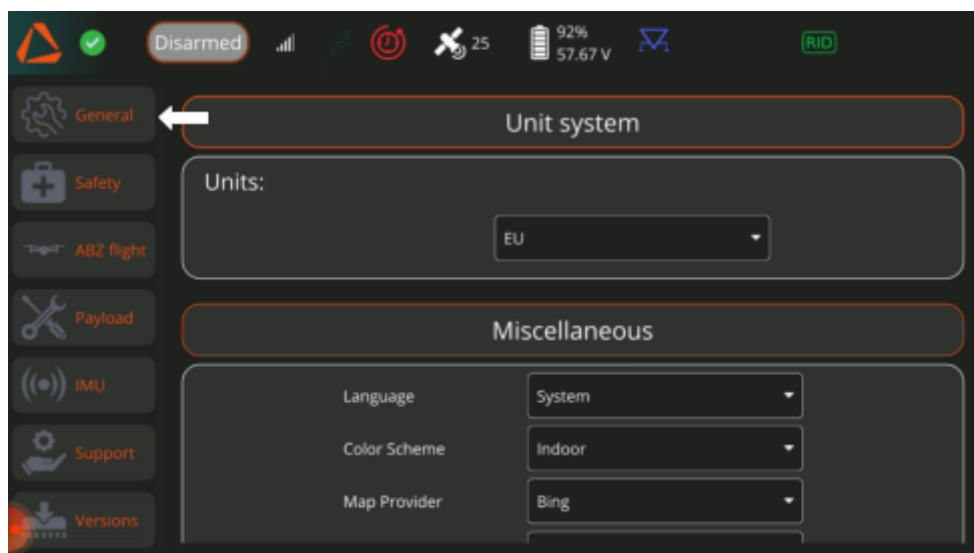 Disarmed
25
92%
57.67 V
RID
General
Safety
ABZ flight
Payload
IMU
Support
Versions
Unit system
Units:
EU
Miscellaneous
Language
System
Color Scheme
Indoor
Map Provider
Bing